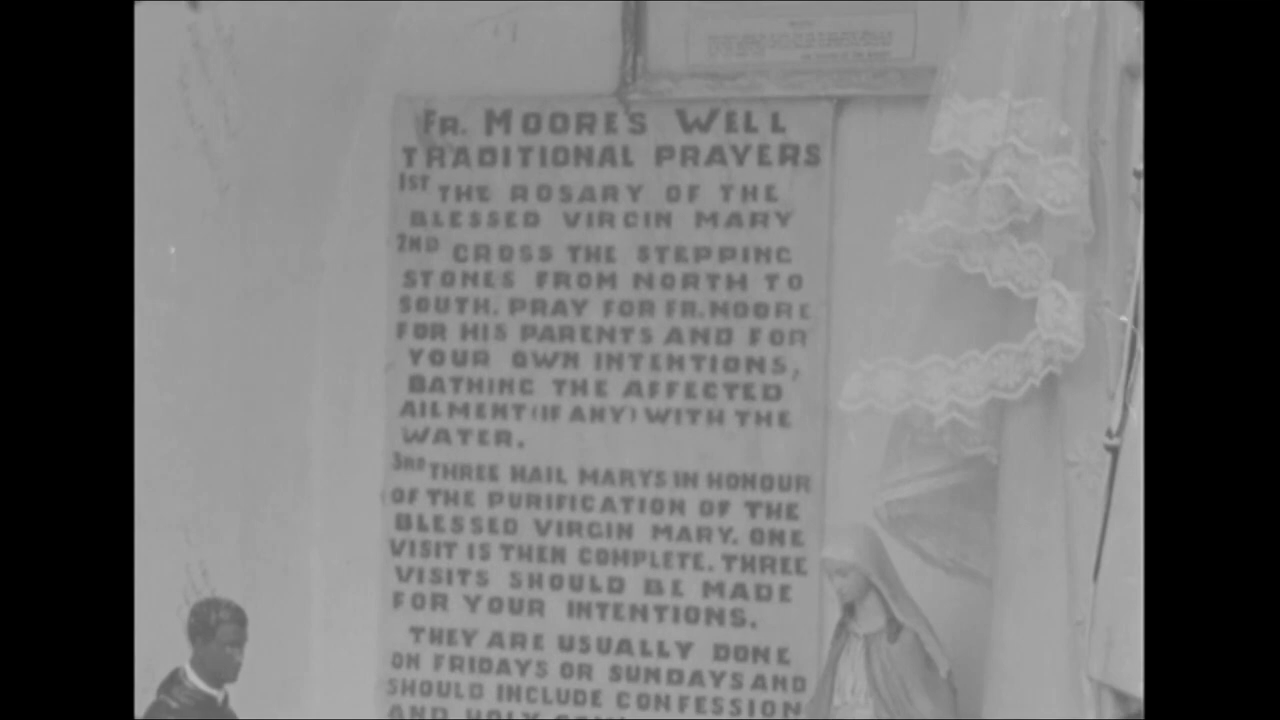 FR. MOORE'S WELL
TRADITIONAL PRAYERS
1ST THE ROSARY OF THE
BLESSED VIRGIN MARY
2ND CROSS THE STEPPING
STONES FROM NORTH TO
SOUTH. PRAY FOR FR. MOORE
FOR HIS PARENTS AND FOR
YOUR OWN INTENTIONS,
BATHING THE AFFECTED
AILMENT (IF ANY) WITH THE
WATER.
3RD THREE HAIL MARYS IN HONOUR
OF THE PURIFICATION OF THE
BLESSED VIRGIN MARY. ONE
VISIT IS THEN COMPLETE. THREE
VISITS SHOULD BE MADE
FOR YOUR INTENTIONS.
THEY ARE USUALLY DONE
ON FRIDAYS OR SUNDAYS AND
SHOULD INCLUDE CONFESSION
AND HOLY